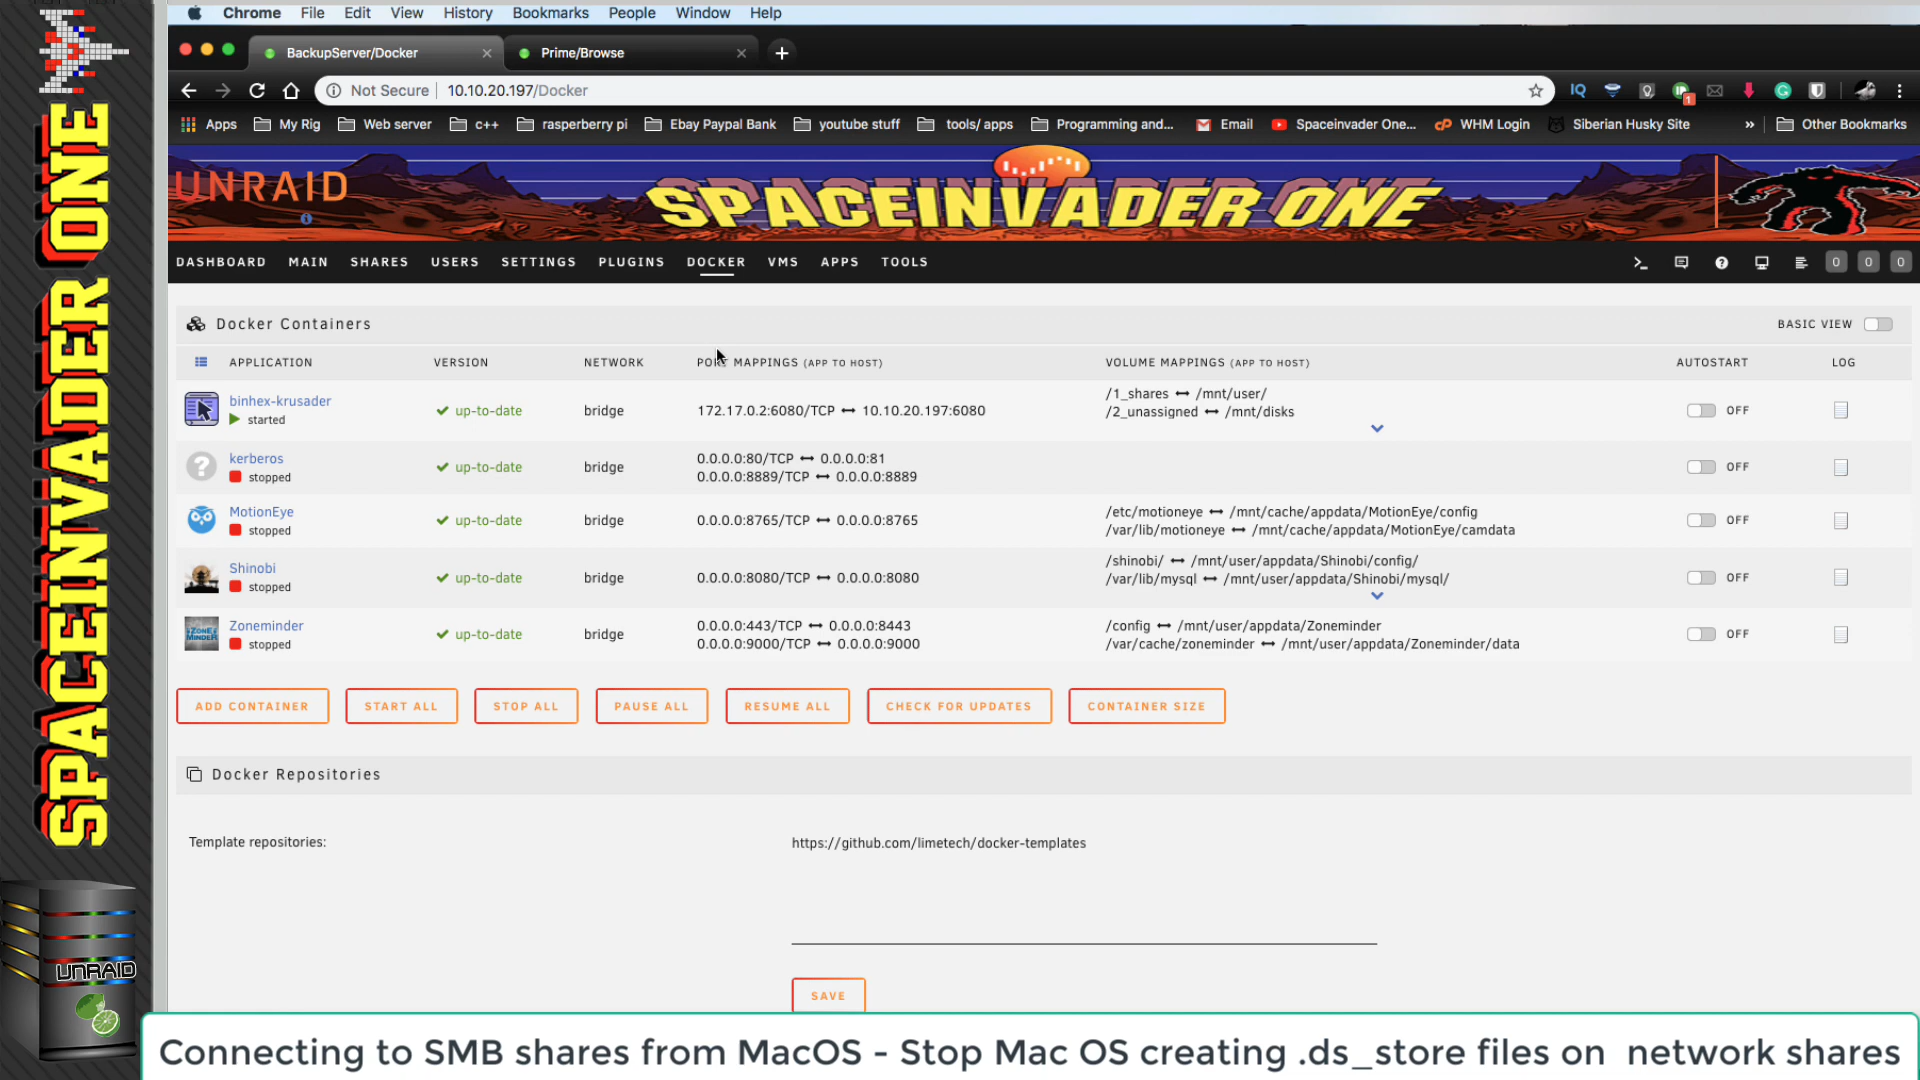 SPACEINVADER ONE
UNRAID
Chrome File Edit View History Bookmarks People Window Help
BackupServer/Docker Prime/Browse
Not Secure 10.10.20.197/Docker
Apps My Rig Web server c++ rasperberry pi Ebay Paypal Bank youtube stuff tools/ apps Programming and... Email Spaceinvader One... WHM Login Siberian Husky Site » Other Bookmarks
UNRAID SPACEINVADER ONE
DASHBOARD MAIN SHARES USERS SETTINGS PLUGINS DOCKER VMS APPS TOOLS 0 0 0
Docker Containers BASIC VIEW
APPLICATION VERSION NETWORK PORT MAPPINGS (APP TO HOST) VOLUME MAPPINGS (APP TO HOST) AUTOSTART LOG
binhex-krusader
started
up-to-date bridge 172.17.0.2:6080/TCP ↔ 10.10.20.197:6080
/1_shares ↔ /mnt/user/
/2_unassigned ↔ /mnt/disks
OFF
kerberos
stopped
up-to-date bridge
0.0.0.0:80/TCP ↔ 0.0.0.0:81
0.0.0.0:8889/TCP ↔ 0.0.0.0:8889
OFF
MotionEye
stopped
up-to-date bridge 0.0.0.0:8765/TCP ↔ 0.0.0.0:8765
/etc/motioneye ↔ /mnt/cache/appdata/MotionEye/config
/var/lib/motioneye ↔ /mnt/cache/appdata/MotionEye/camdata
OFF
Shinobi
stopped
up-to-date bridge 0.0.0.0:8080/TCP ↔ 0.0.0.0:8080
/shinobi/ ↔ /mnt/user/appdata/Shinobi/config/
/var/lib/mysql ↔ /mnt/user/appdata/Shinobi/mysql/
OFF
Zoneminder
stopped
up-to-date bridge
0.0.0.0:443/TCP ↔ 0.0.0.0:8443
0.0.0.0:9000/TCP ↔ 0.0.0.0:9000
/config ↔ /mnt/user/appdata/Zoneminder
/var/cache/zoneminder ↔ /mnt/user/appdata/Zoneminder/data
OFF
ADD CONTAINER START ALL STOP ALL PAUSE ALL RESUME ALL CHECK FOR UPDATES CONTAINER SIZE
Docker Repositories
Template repositories: https://github.com/limetech/docker-templates
SAVE
Connecting to SMB shares from MacOS - Stop Mac OS creating .ds_store files on network shares